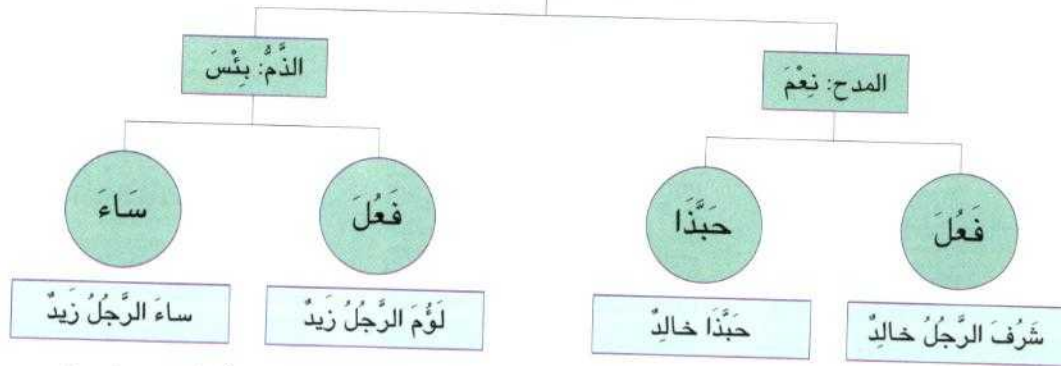 المدح: نِعْمَ
الذَّمُّ: بِئْسَ
فَعُلَ
حَبَّذَا
فَعُلَ
سَاءَ
شَرُفَ الرَّجُلُ خالِدٌ
حَبَّذَا خالِدٌ
لَؤُمَ الرَّجُلُ زَيدٌ
ساءَ الرَّجُلُ زَيدٌ